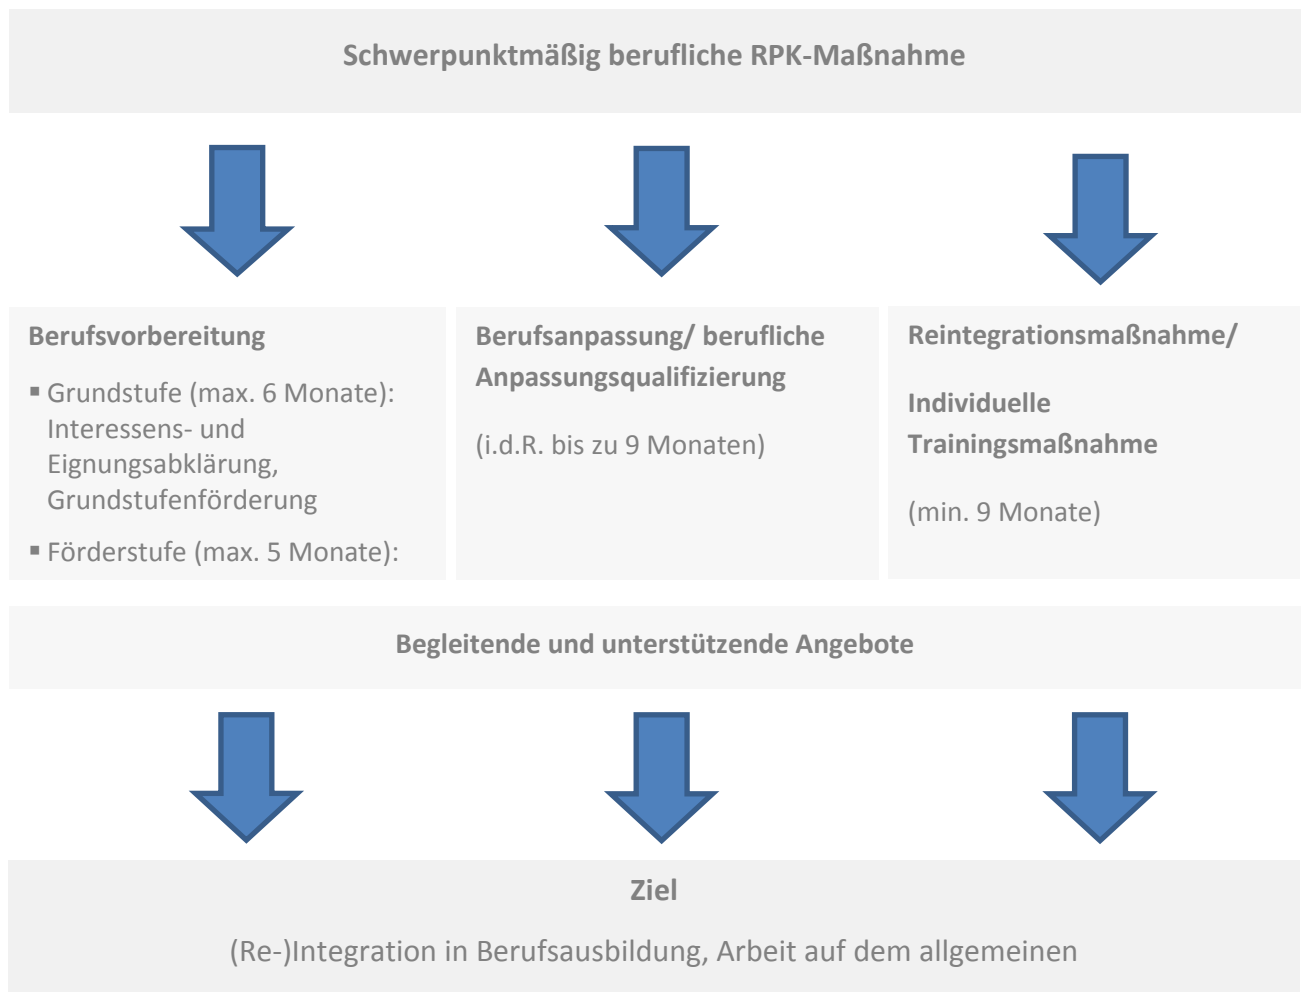 Schwerpunktmäßig berufliche RPK-Maßnahme
Berufsvorbereitung
▪ Grundstufe (max. 6 Monate):
Interessens- und
Eignungsabklärung,
Grundstufenförderung
▪ Förderstufe (max. 5 Monate):
Berufsanpassung/ berufliche
Anpassungsqualifizierung
(i.d.R. bis zu 9 Monaten)
Reintegrationsmaßnahme/
Individuelle
Trainingsmaßnahme
(min. 9 Monate)
Begleitende und unterstützende Angebote
Ziel
(Re-)Integration in Berufsausbildung, Arbeit auf dem allgemeinen